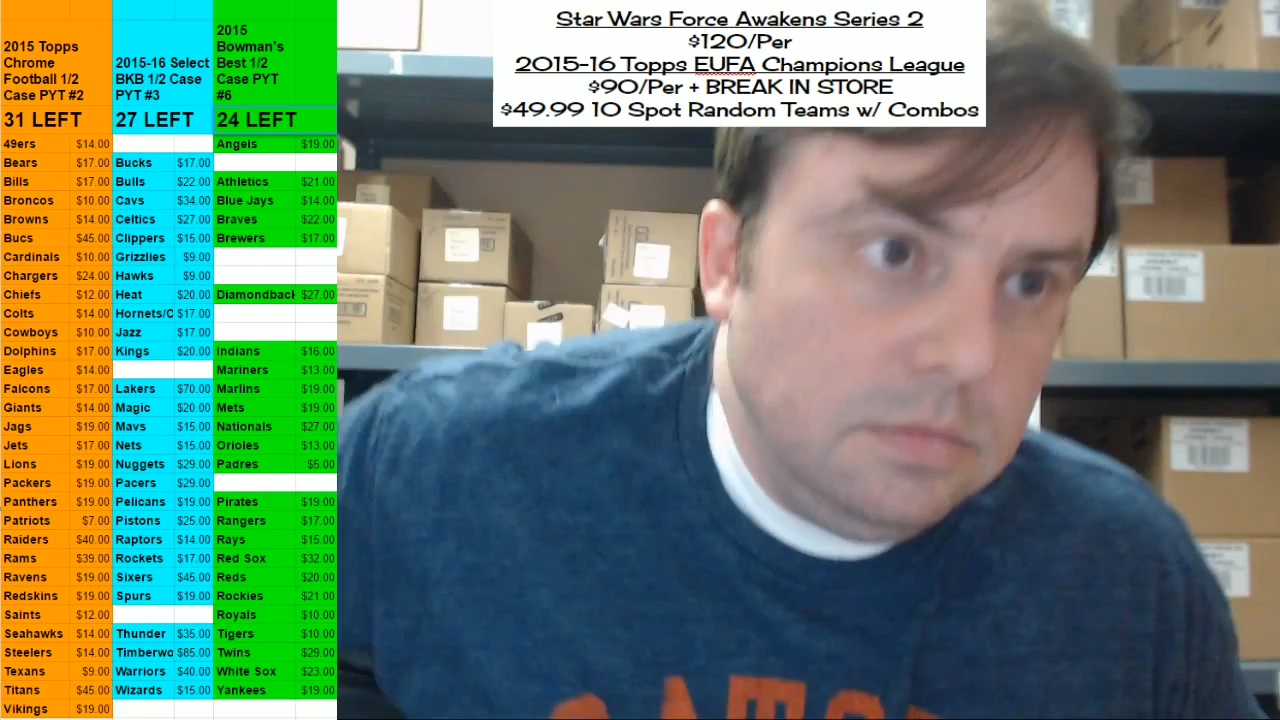 2015 Topps
Chrome
Football 1/2
Case PYT #2
31 LEFT
49ers $14.00
Bears $17.00
Bills $17.00
Broncos $10.00
Browns $14.00
Bucs $45.00
Cardinals $10.00
Chargers $24.00
Chiefs $12.00
Colts $14.00
Cowboys $10.00
Dolphins $17.00
Eagles $14.00
Falcons $17.00
Giants $14.00
Jags $19.00
Jets $17.00
Lions $19.00
Packers $19.00
Panthers $19.00
Patriots $7.00
Raiders $40.00
Rams $39.00
Ravens $19.00
Redskins $19.00
Saints $12.00
Seahawks $14.00
Steelers $14.00
Texans $9.00
Titans $45.00
Vikings $19.00
2015-16 Select
BKB 1/2 Case
PYT #3
27 LEFT
Bucks $17.00
Bulls $22.00
Cavs $34.00
Celtics $27.00
Clippers $15.00
Grizzlies $9.00
Hawks $9.00
Heat $20.00
Hornets/C $17.00
Jazz $17.00
Kings $20.00
Lakers $70.00
Magic $20.00
Mavs $15.00
Nets $15.00
Nuggets $29.00
Pacers $29.00
Pelicans $19.00
Pistons $25.00
Raptors $14.00
Rockets $17.00
Sixers $45.00
Spurs $19.00
Thunder $35.00
Timberwo $85.00
Warriors $40.00
Wizards $15.00
2015
Bowman's
Best 1/2
Case PYT
#6
24 LEFT
Angels $19.00
Athletics $21.00
Blue Jays $14.00
Braves $22.00
Brewers $17.00
Diamondback $27.00
Indians $16.00
Mariners $13.00
Marlins $19.00
Mets $19.00
Nationals $27.00
Orioles $13.00
Padres $5.00
Pirates $19.00
Rangers $17.00
Rays $15.00
Red Sox $32.00
Reds $20.00
Rockies $21.00
Royals $10.00
Tigers $10.00
Twins $29.00
White Sox $23.00
Yankees $19.00
Star Wars Force Awakens Series 2
$120/Per
2015-16 Topps EUFA Champions League
$90/Per + BREAK IN STORE
$49.99 10 Spot Random Teams w/ Combos